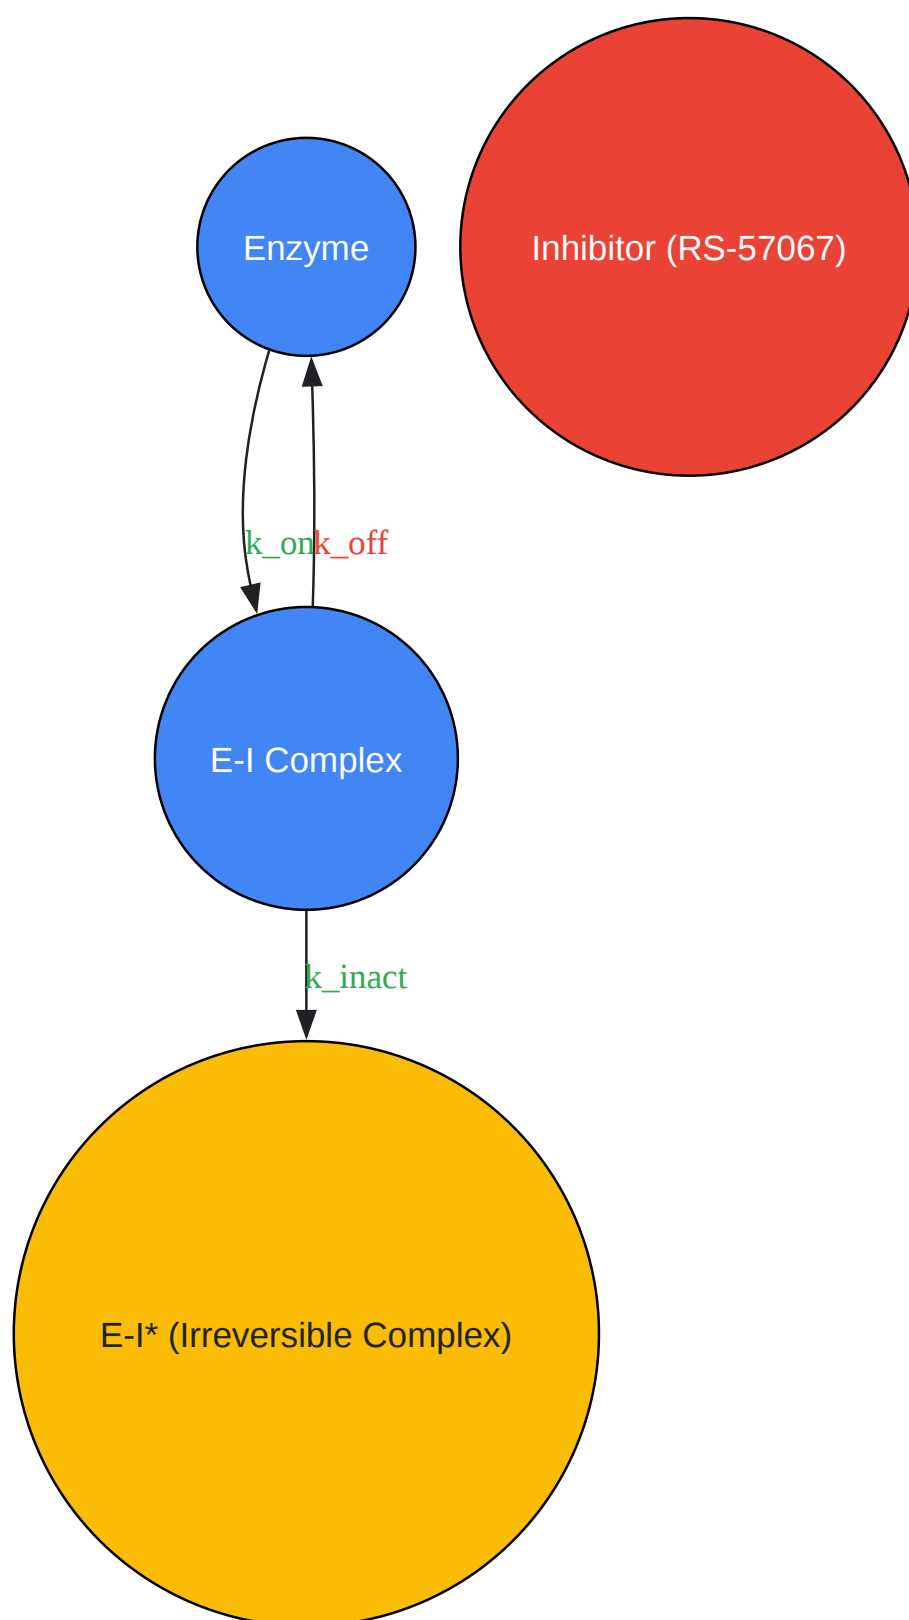 Enzyme
Inhibitor (RS-57067)
k_on
k_off
E-I Complex
k_inact
E-I* (Irreversible Complex)